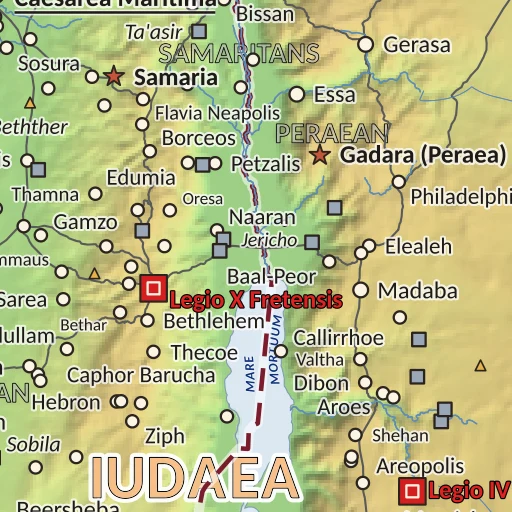 Caesarea Maritima
Bissan
Ta'asir
SAMARITANS
Gerasa
Sosura
Samaria
Essa
Flavia Neapolis
Bethther
Borceos
PERAEAN
Petzalis
Gadara (Peraea)
Edumia
Thamna
Oresa
Philadelphi
Gamzo
Naaran
Jericho
Elealeh
mmaus
Baal-Peor
Sarea
Legio X Fretensis
Madaba
Bethar
Bethlehem
dullam
Thecoe
Callirrhoe
Valtha
MARE
MORTUUM
Caphor Barucha
Dibon
AN
Hebron
Aroes
Ziph
Shehan
Sobila
Areopolis
IUDAEA
Legio IV
Beersheba